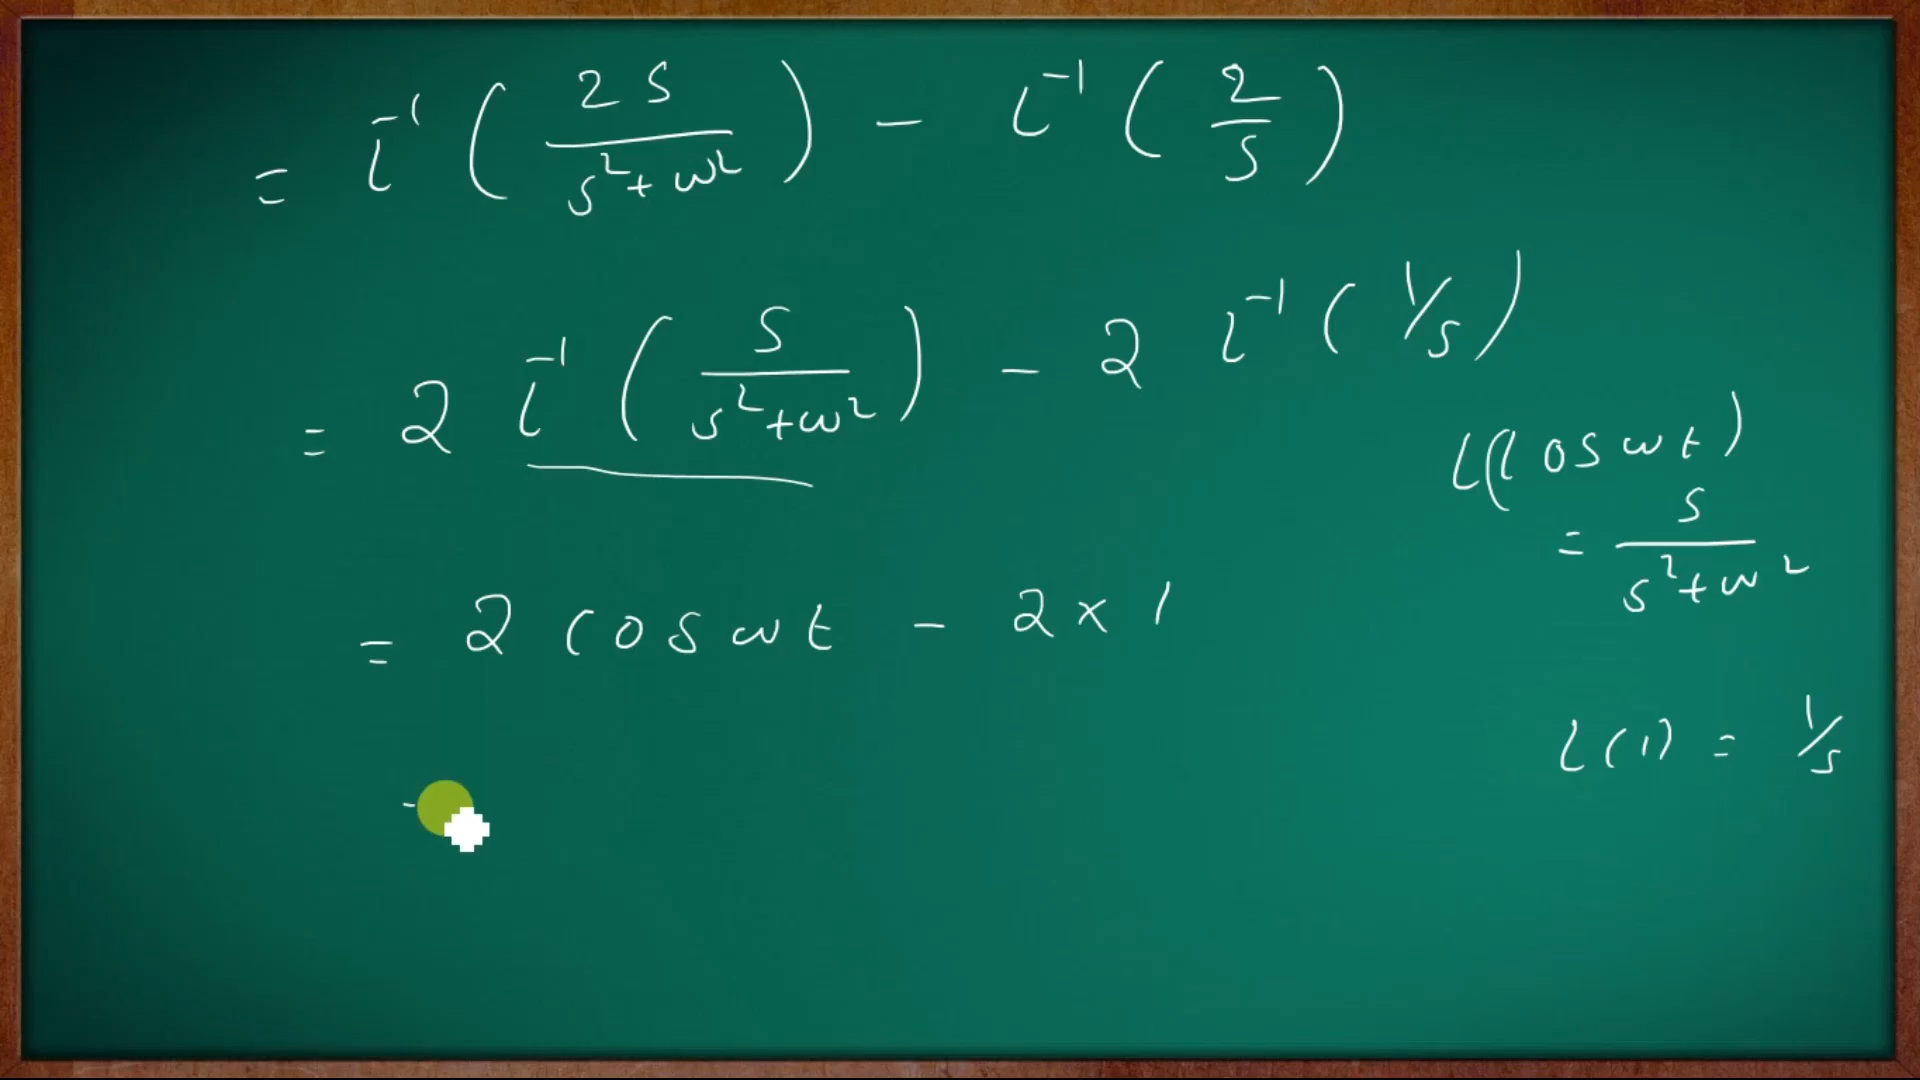 = L⁻¹ ( 2s / s²+ω² ) - L⁻¹ ( 2/s )
= 2 L⁻¹ ( s / s²+ω² ) - 2 L⁻¹ ( 1/s )
L(cos ωt)
= s / s²+ω²
= 2 cos ωt - 2 × 1
L(1) = 1/s
-